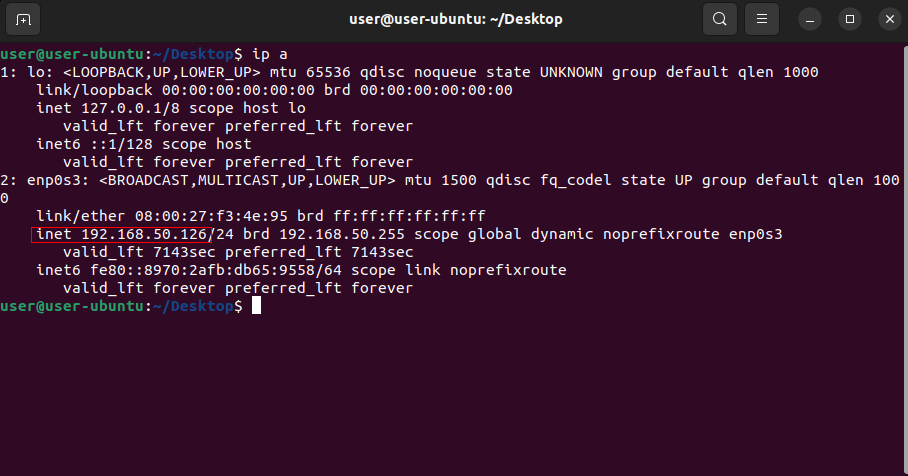 user@user-ubuntu: ~/Desktop
user@user-ubuntu:~/Desktop$ ip a
1: lo: <LOOPBACK,UP,LOWER_UP> mtu 65536 qdisc noqueue state UNKNOWN group default qlen 1000
    link/loopback 00:00:00:00:00:00 brd 00:00:00:00:00:00
    inet 127.0.0.1/8 scope host lo
       valid_lft forever preferred_lft forever
    inet6 ::1/128 scope host
       valid_lft forever preferred_lft forever
2: enp0s3: <BROADCAST,MULTICAST,UP,LOWER_UP> mtu 1500 qdisc fq_codel state UP group default qlen 100
0
    link/ether 08:00:27:f3:4e:95 brd ff:ff:ff:ff:ff:ff
    inet 192.168.50.126/24 brd 192.168.50.255 scope global dynamic noprefixroute enp0s3
       valid_lft 7143sec preferred_lft 7143sec
    inet6 fe80::8970:2afb:db65:9558/64 scope link noprefixroute
       valid_lft forever preferred_lft forever
user@user-ubuntu:~/Desktop$